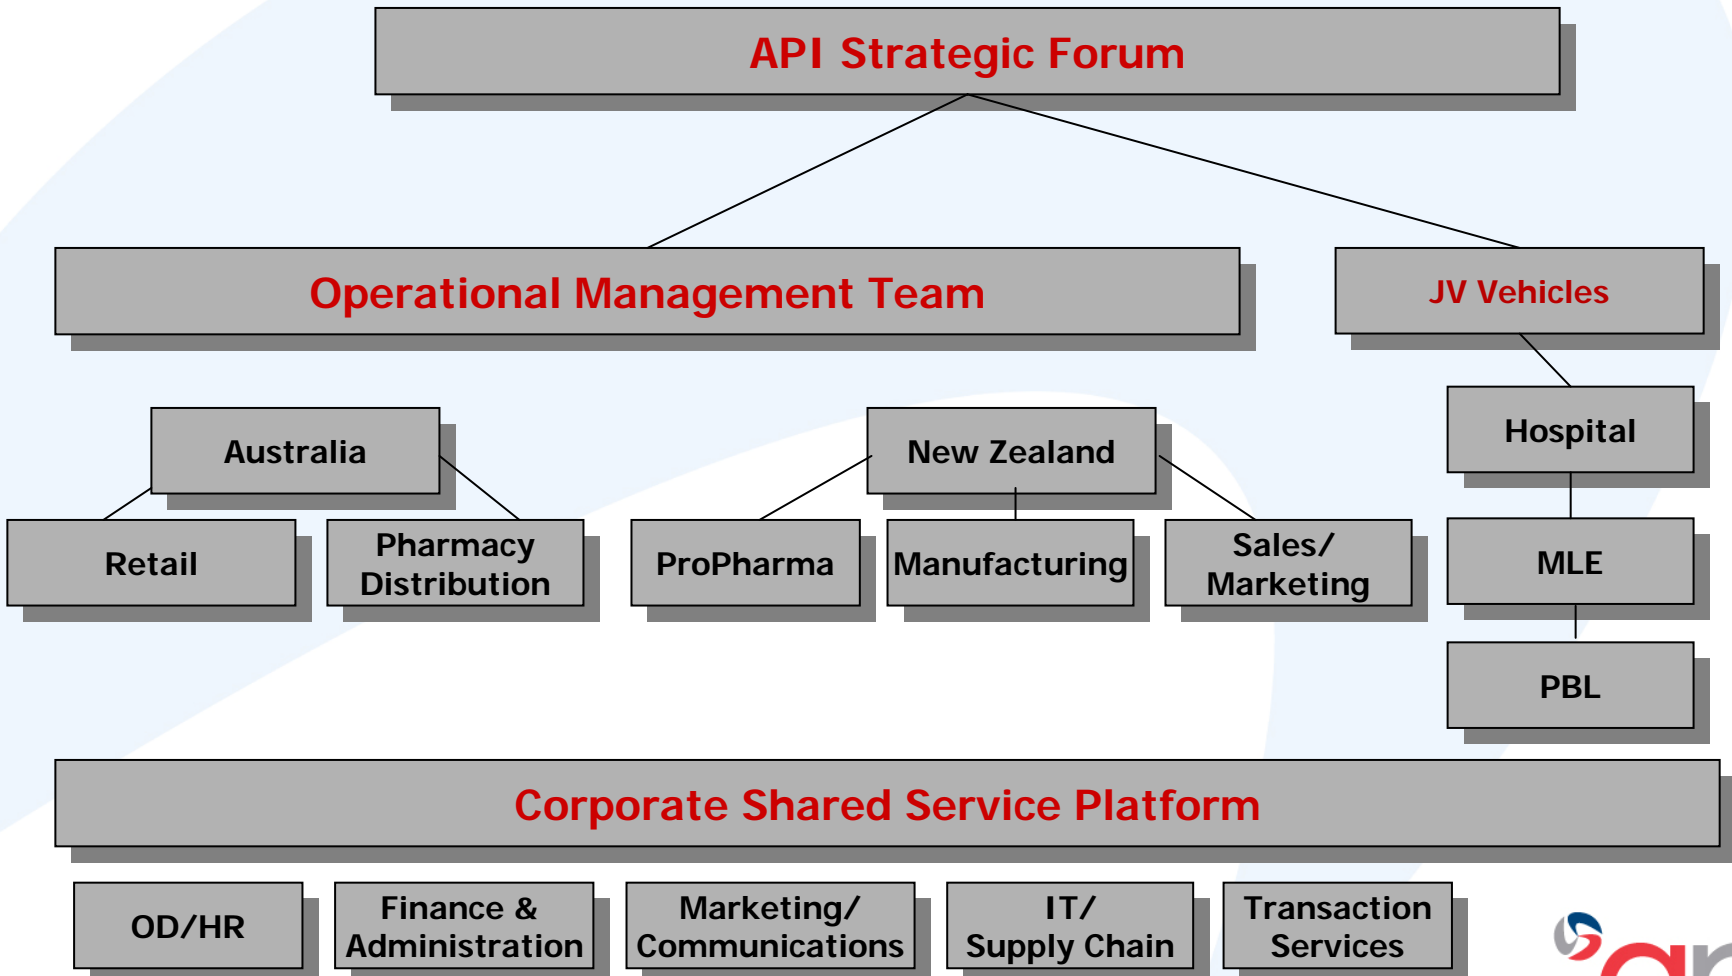 API Strategic Forum
Operational Management Team
JV Vehicles
Australia
New Zealand
Hospital
Retail
Pharmacy
Distribution
ProPharma
Manufacturing
Sales/
Marketing
MLE
PBL
Corporate Shared Service Platform
OD/HR
Finance &
Administration
Marketing/
Communications
IT/
Supply Chain
Transaction
Services